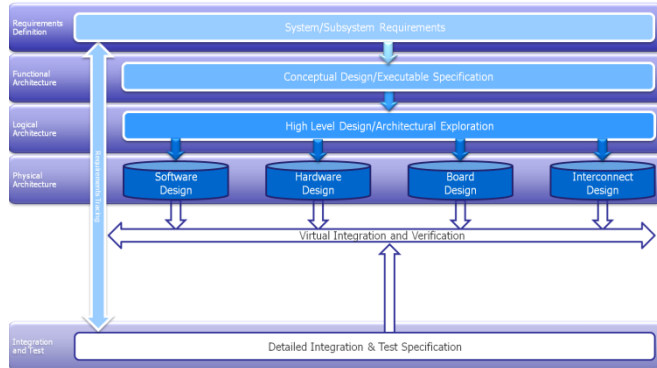 Requirements
Definition
System/Subsystem Requirements
Functional
Architecture
Conceptual Design/Executable Specification
Logical
Architecture
High Level Design/Architectural Exploration
Physical
Architecture
Software
Design
Hardware
Design
Board
Design
Interconnect
Design
Requirements Tracing
Virtual Integration and Verification
Integration
and Test
Detailed Integration & Test Specification